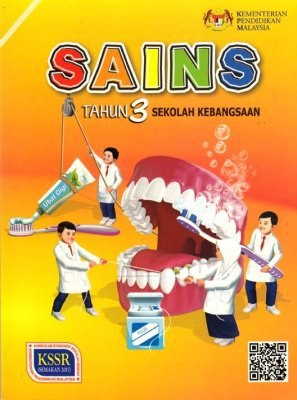 KEMENTERIAN
PENDIDIKAN
MALAYSIA
SAINS
TAHUN 3 SEKOLAH KEBANGSAAN
Ubat Gigi
KSSR
(SEMAKAN 2017)